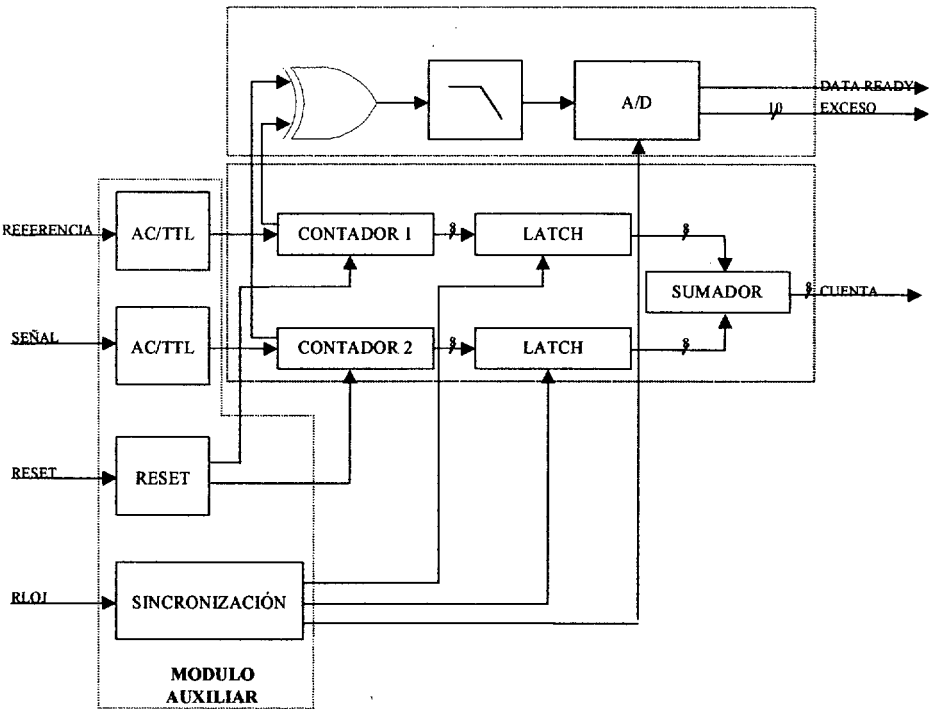 A/D
DATA READY
10
EXCESO
REFERENCIA
AC/TTL
CONTADOR 1
8
LATCH
8
SUMADOR
8
CUENTA
SEÑAL
AC/TTL
CONTADOR 2
8
LATCH
8
RESET
RESET
RLOJ
SINCRONIZACIÓN
MODULO
AUXILIAR